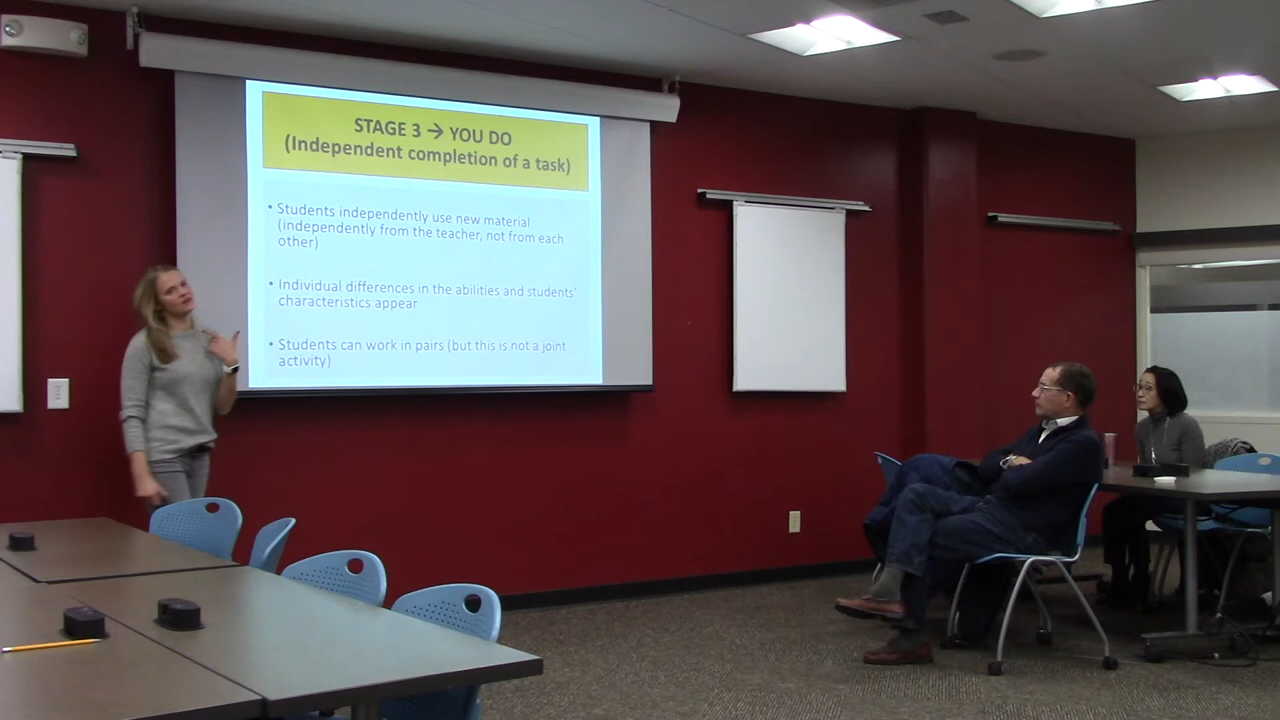 STAGE 3 → YOU DO
(Independent completion of a task)
• Students independently use new material
(independently from the teacher, not from each
other)
• Individual differences in the abilities and students'
characteristics appear
• Students can work in pairs (but this is not a joint
activity)